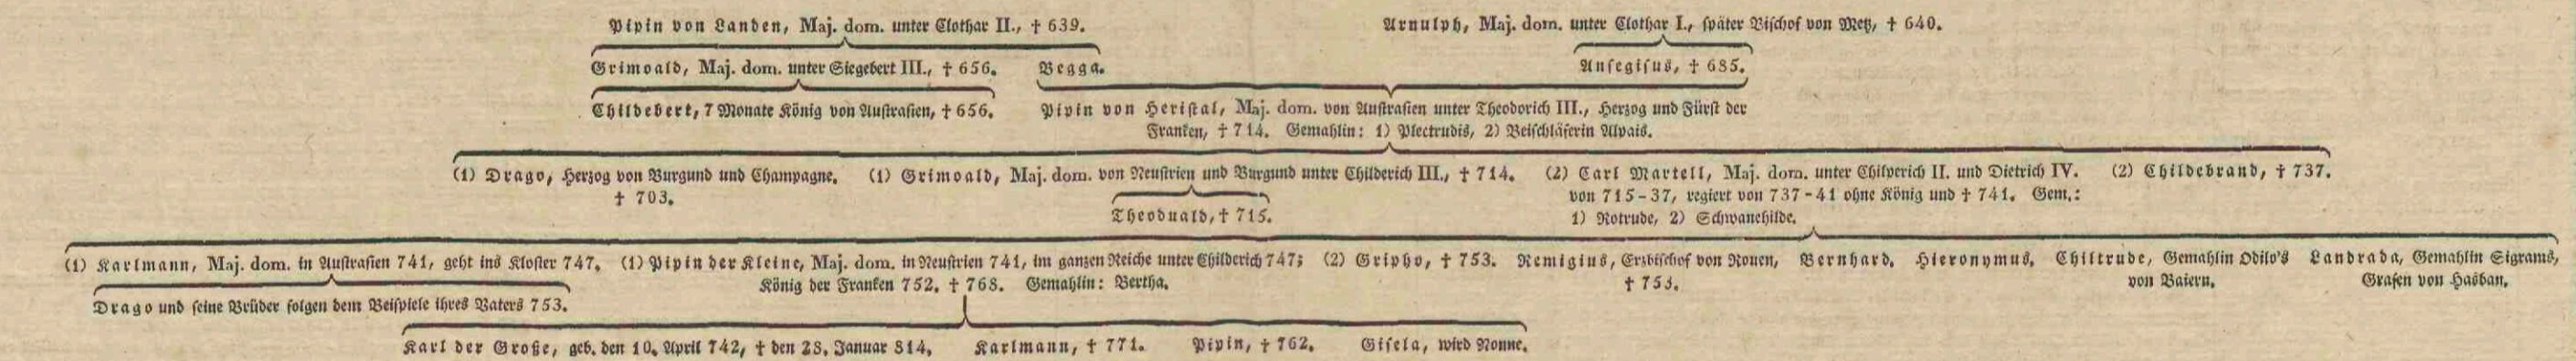 Pipin von Landen, Maj. dom. unter Clothar II., † 639.
Arnulph, Maj. dom. unter Clothar I., später Bischof von Metz, † 640.
Grimoald, Maj. dom. unter Siegebert III., † 656.
Begga.
Ansegisus, † 685.
Childebert, 7 Monate König von Austrasien, † 656.
Pipin von Heristal, Maj. dom. von Austrasien unter Theodorich III., Herzog und Fürst der
Franken, † 714. Gemahlin: 1) Plectrudis, 2) Beischläferin Alpais.
(1) Drago, Herzog von Burgund und Champagne.
† 703.
(1) Grimoald, Maj. dom. von Neustrien und Burgund unter Childerich III., † 714.
Theoduald, † 715.
(2) Carl Martell, Maj. dom. unter Chilperich II. und Dietrich IV.
von 715-37, regiert von 737-41 ohne König und † 741. Gem.:
1) Rotrude, 2) Schwanehilde.
(2) Childebrand, † 737.
(1) Karlmann, Maj. dom. in Austrasien 741, geht ins Kloster 747.
Drago und seine Brüder folgen dem Beispiele ihres Vaters 753.
(1) Pipin der Kleine, Maj. dom. in Neustrien 741, im ganzen Reiche unter Childerich 747;
König der Franken 752. † 768. Gemahlin: Bertha.
(2) Gripho, † 753.
Remigius, Erzbischof von Rouen,
† 755.
Bernhard.
Hieronymus.
Chiltrude, Gemahlin Odilo's
von Baiern.
Landrada, Gemahlin Sigrams,
Grafen von Hasban.
Karl der Große, geb. den 10. April 742, † den 28. Januar 814.
Karlmann, † 771.
Pipin, † 762.
Gisela, wird Nonne.